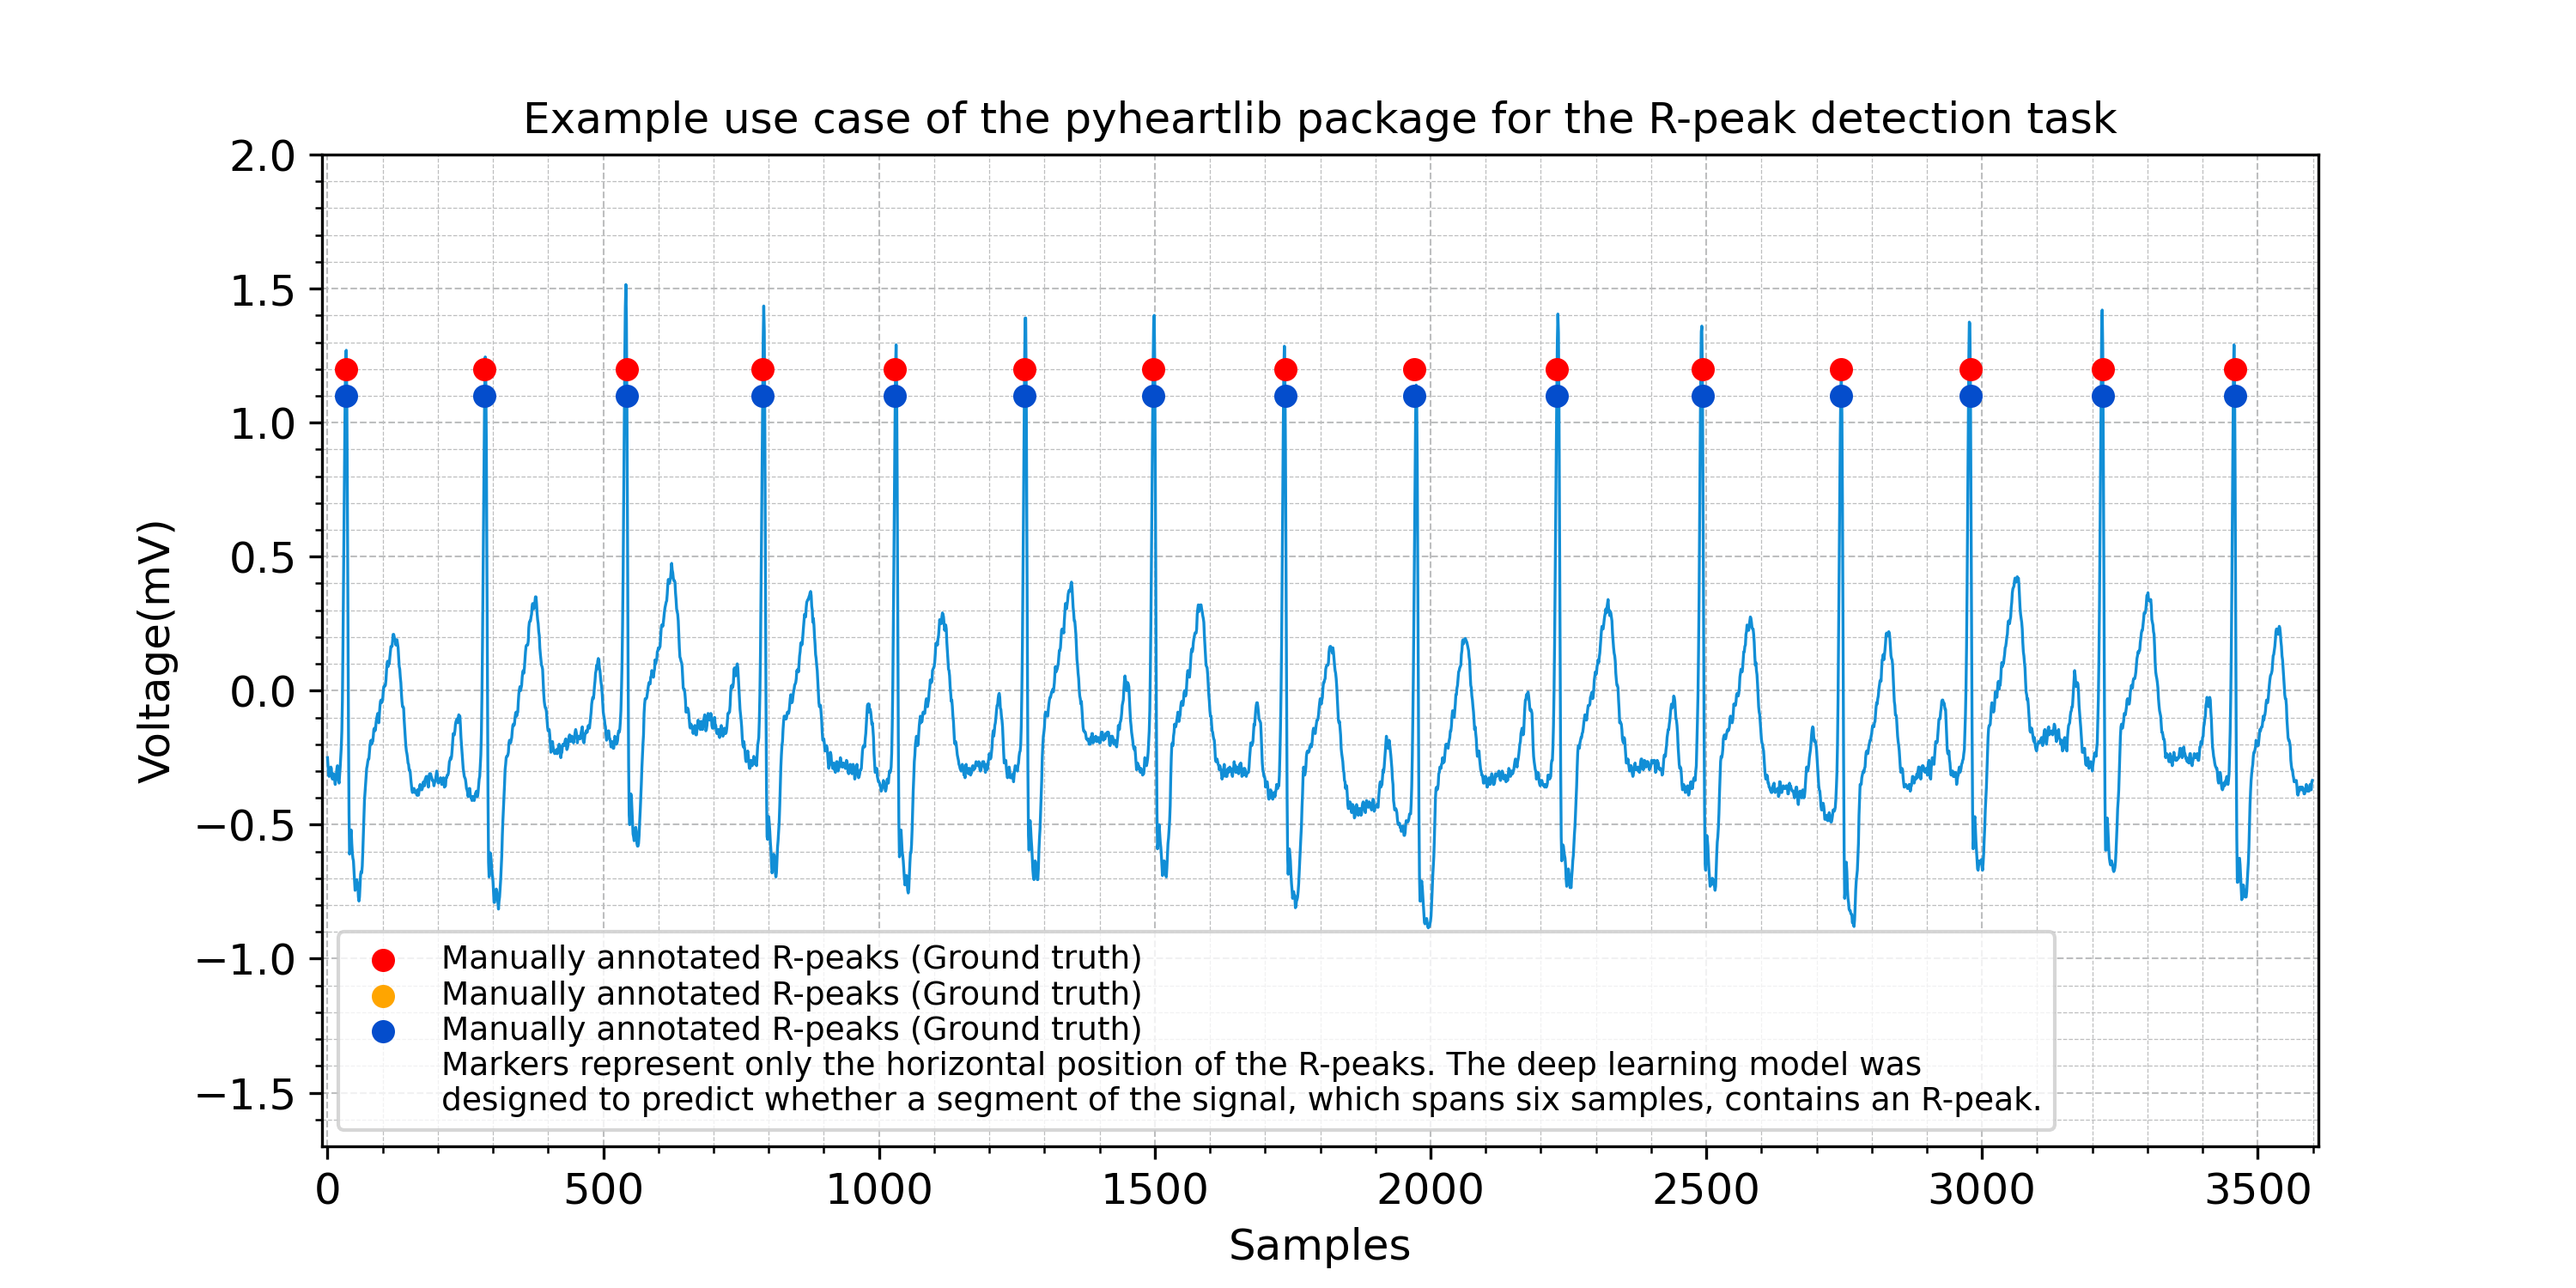 Example use case of the pyheartlib package for the R-peak detection task
2.0
1.5
1.0
0.5
0.0
−0.5
−1.0
−1.5
Voltage(mV)
Manually annotated R-peaks (Ground truth)
Manually annotated R-peaks (Ground truth)
Manually annotated R-peaks (Ground truth)
Markers represent only the horizontal position of the R-peaks. The deep learning model was
designed to predict whether a segment of the signal, which spans six samples, contains an R-peak.
0 500 1000 1500 2000 2500 3000 3500
Samples